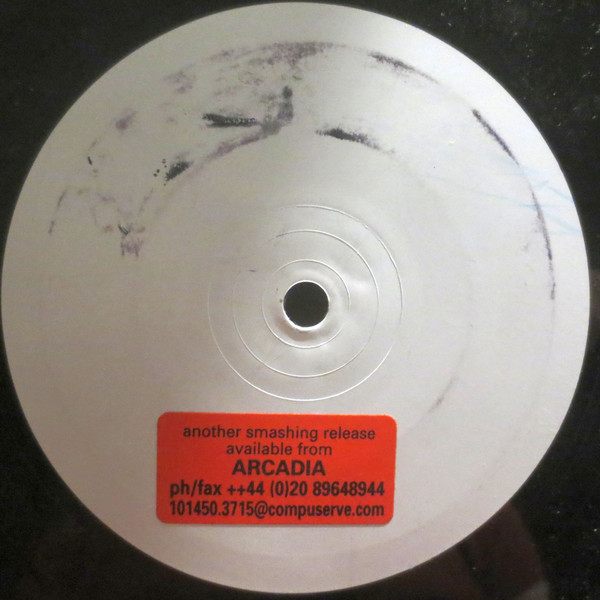 another smashing release
available from
ARCADIA
ph/fax ++44 (0)20 89648944
101450.3715@compuserve.com